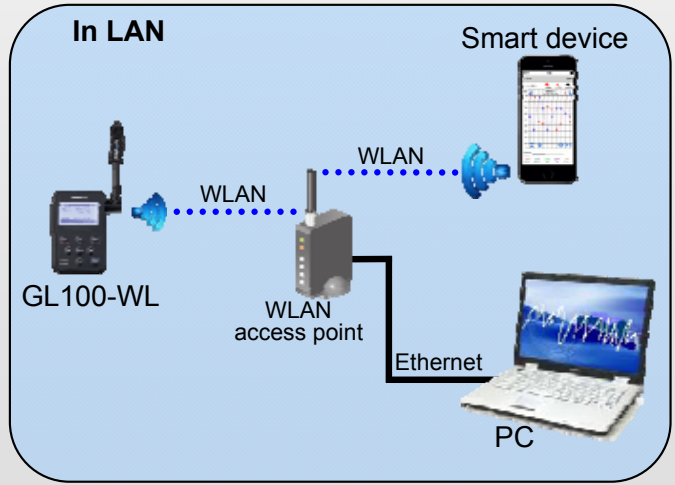 In LAN
Smart device
WLAN
WLAN
GL100-WL
WLAN
access point
Ethernet
PC